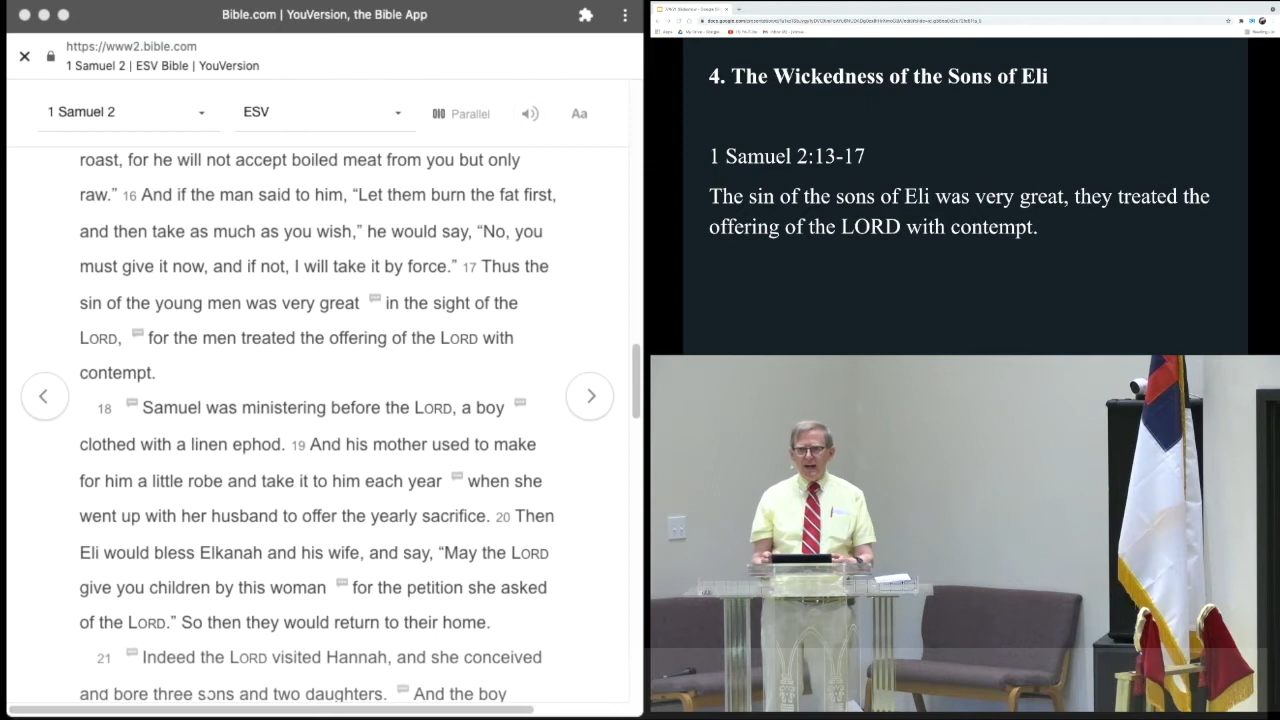 https://www2.bible.com
1 Samuel 2 | ESV Bible | YouVersion
1 Samuel 2
ESV
Parallel
Aa
roast, for he will not accept boiled meat from you but only
raw.” 16 And if the man said to him, “Let them burn the fat first,
and then take as much as you wish,” he would say, “No, you
must give it now, and if not, I will take it by force.” 17 Thus the
sin of the young men was very great in the sight of the
LORD, for the men treated the offering of the LORD with
contempt.
18 Samuel was ministering before the LORD, a boy
clothed with a linen ephod. 19 And his mother used to make
for him a little robe and take it to him each year when she
went up with her husband to offer the yearly sacrifice. 20 Then
Eli would bless Elkanah and his wife, and say, “May the LORD
give you children by this woman for the petition she asked
of the LORD.” So then they would return to their home.
21 Indeed the LORD visited Hannah, and she conceived
and bore three sons and two daughters. And the boy
4. The Wickedness of the Sons of Eli
1 Samuel 2:13-17
The sin of the sons of Eli was very great, they treated the
offering of the LORD with contempt.